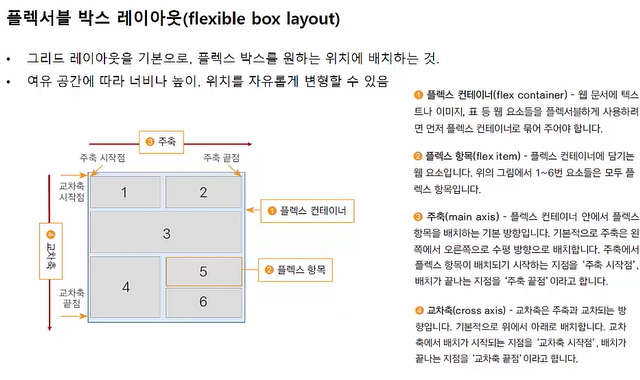 플렉서블 박스 레이아웃(flexible box layout)
• 그리드 레이아웃을 기본으로, 플렉스 박스를 원하는 위치에 배치하는 것.
• 여유 공간에 따라 너비나 높이, 위치를 자유롭게 변형할 수 있음
❸ 주축
주축 시작점
주축 끝점
교차축
시작점
❹ 교차축
교차축
끝점
1
2
3
4
5
6
❶ 플렉스 컨테이너
❷ 플렉스 항목
❶ 플렉스 컨테이너(flex container) - 웹 문서에 텍스
트나 이미지, 표 등 웹 요소들을 플렉서블하게 사용하려
면 먼저 플렉스 컨테이너로 묶어 주어야 합니다.
❷ 플렉스 항목(flex item) - 플렉스 컨테이너에 담기는
웹 요소입니다. 위의 그림에서 1~6번 요소들은 모두 플
렉스 항목입니다.
❸ 주축(main axis) - 플렉스 컨테이너 안에서 플렉스
항목을 배치하는 기본 방향입니다. 기본적으로 주축은 왼
쪽에서 오른쪽으로 수평 방향으로 배치합니다. 주축에서
플렉스 항목이 배치되기 시작하는 지점을 '주축 시작점',
배치가 끝나는 지점을 '주축 끝점'이라고 합니다.
❹ 교차축(cross axis) - 교차축은 주축과 교차되는 방
향입니다. 기본적으로 위에서 아래로 배치합니다. 교차
축에서 배치가 시작되는 지점을 '교차축 시작점', 배치가
끝나는 지점을 '교차축 끝점'이라고 합니다.